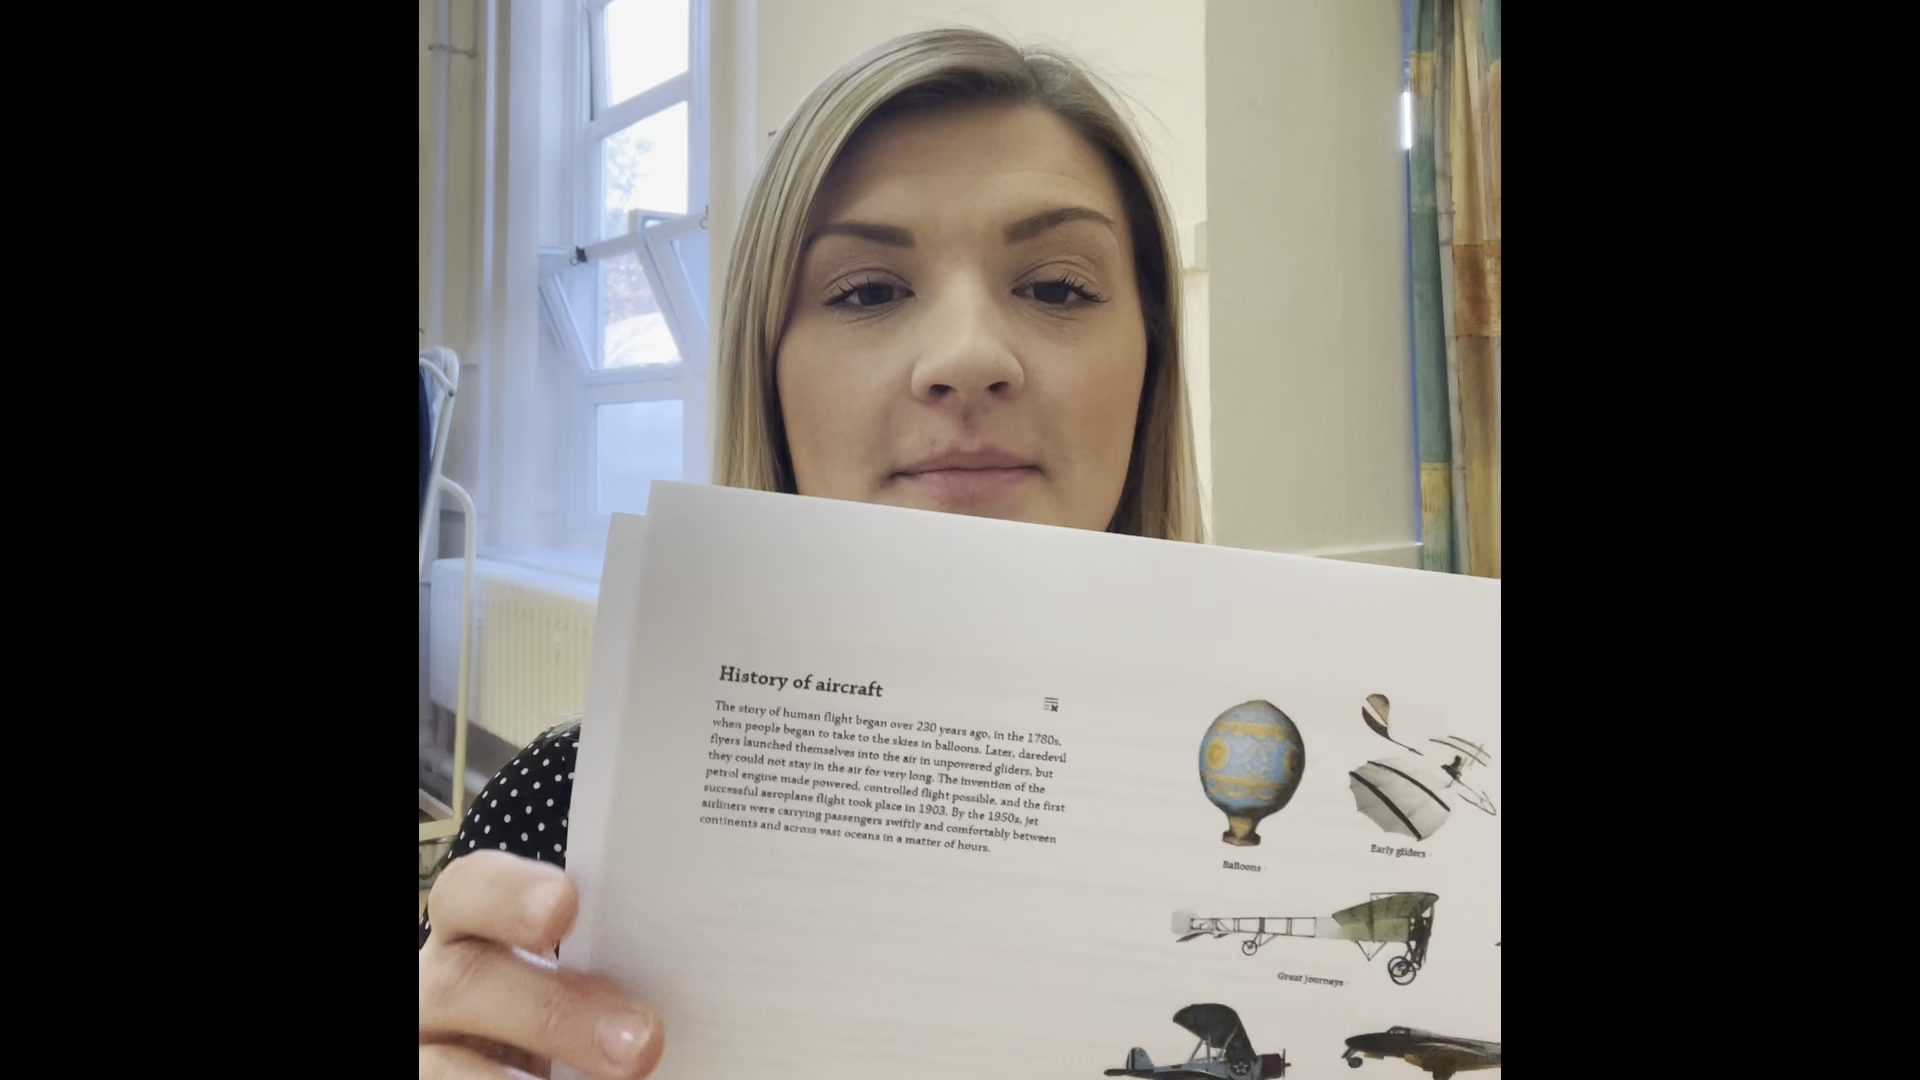 History of aircraft
The story of human flight began over 230 years ago, in the 1780s,
when people began to take to the skies in balloons. Later, daredevil
flyers launched themselves into the air in unpowered gliders, but
they could not stay in the air for very long. The invention of the
petrol engine made powered, controlled flight possible, and the first
successful aeroplane flight took place in 1903. By the 1950s, jet
airliners were carrying passengers swiftly and comfortably between
continents and across vast oceans in a matter of hours.
Balloons
Early gliders
Great journeys